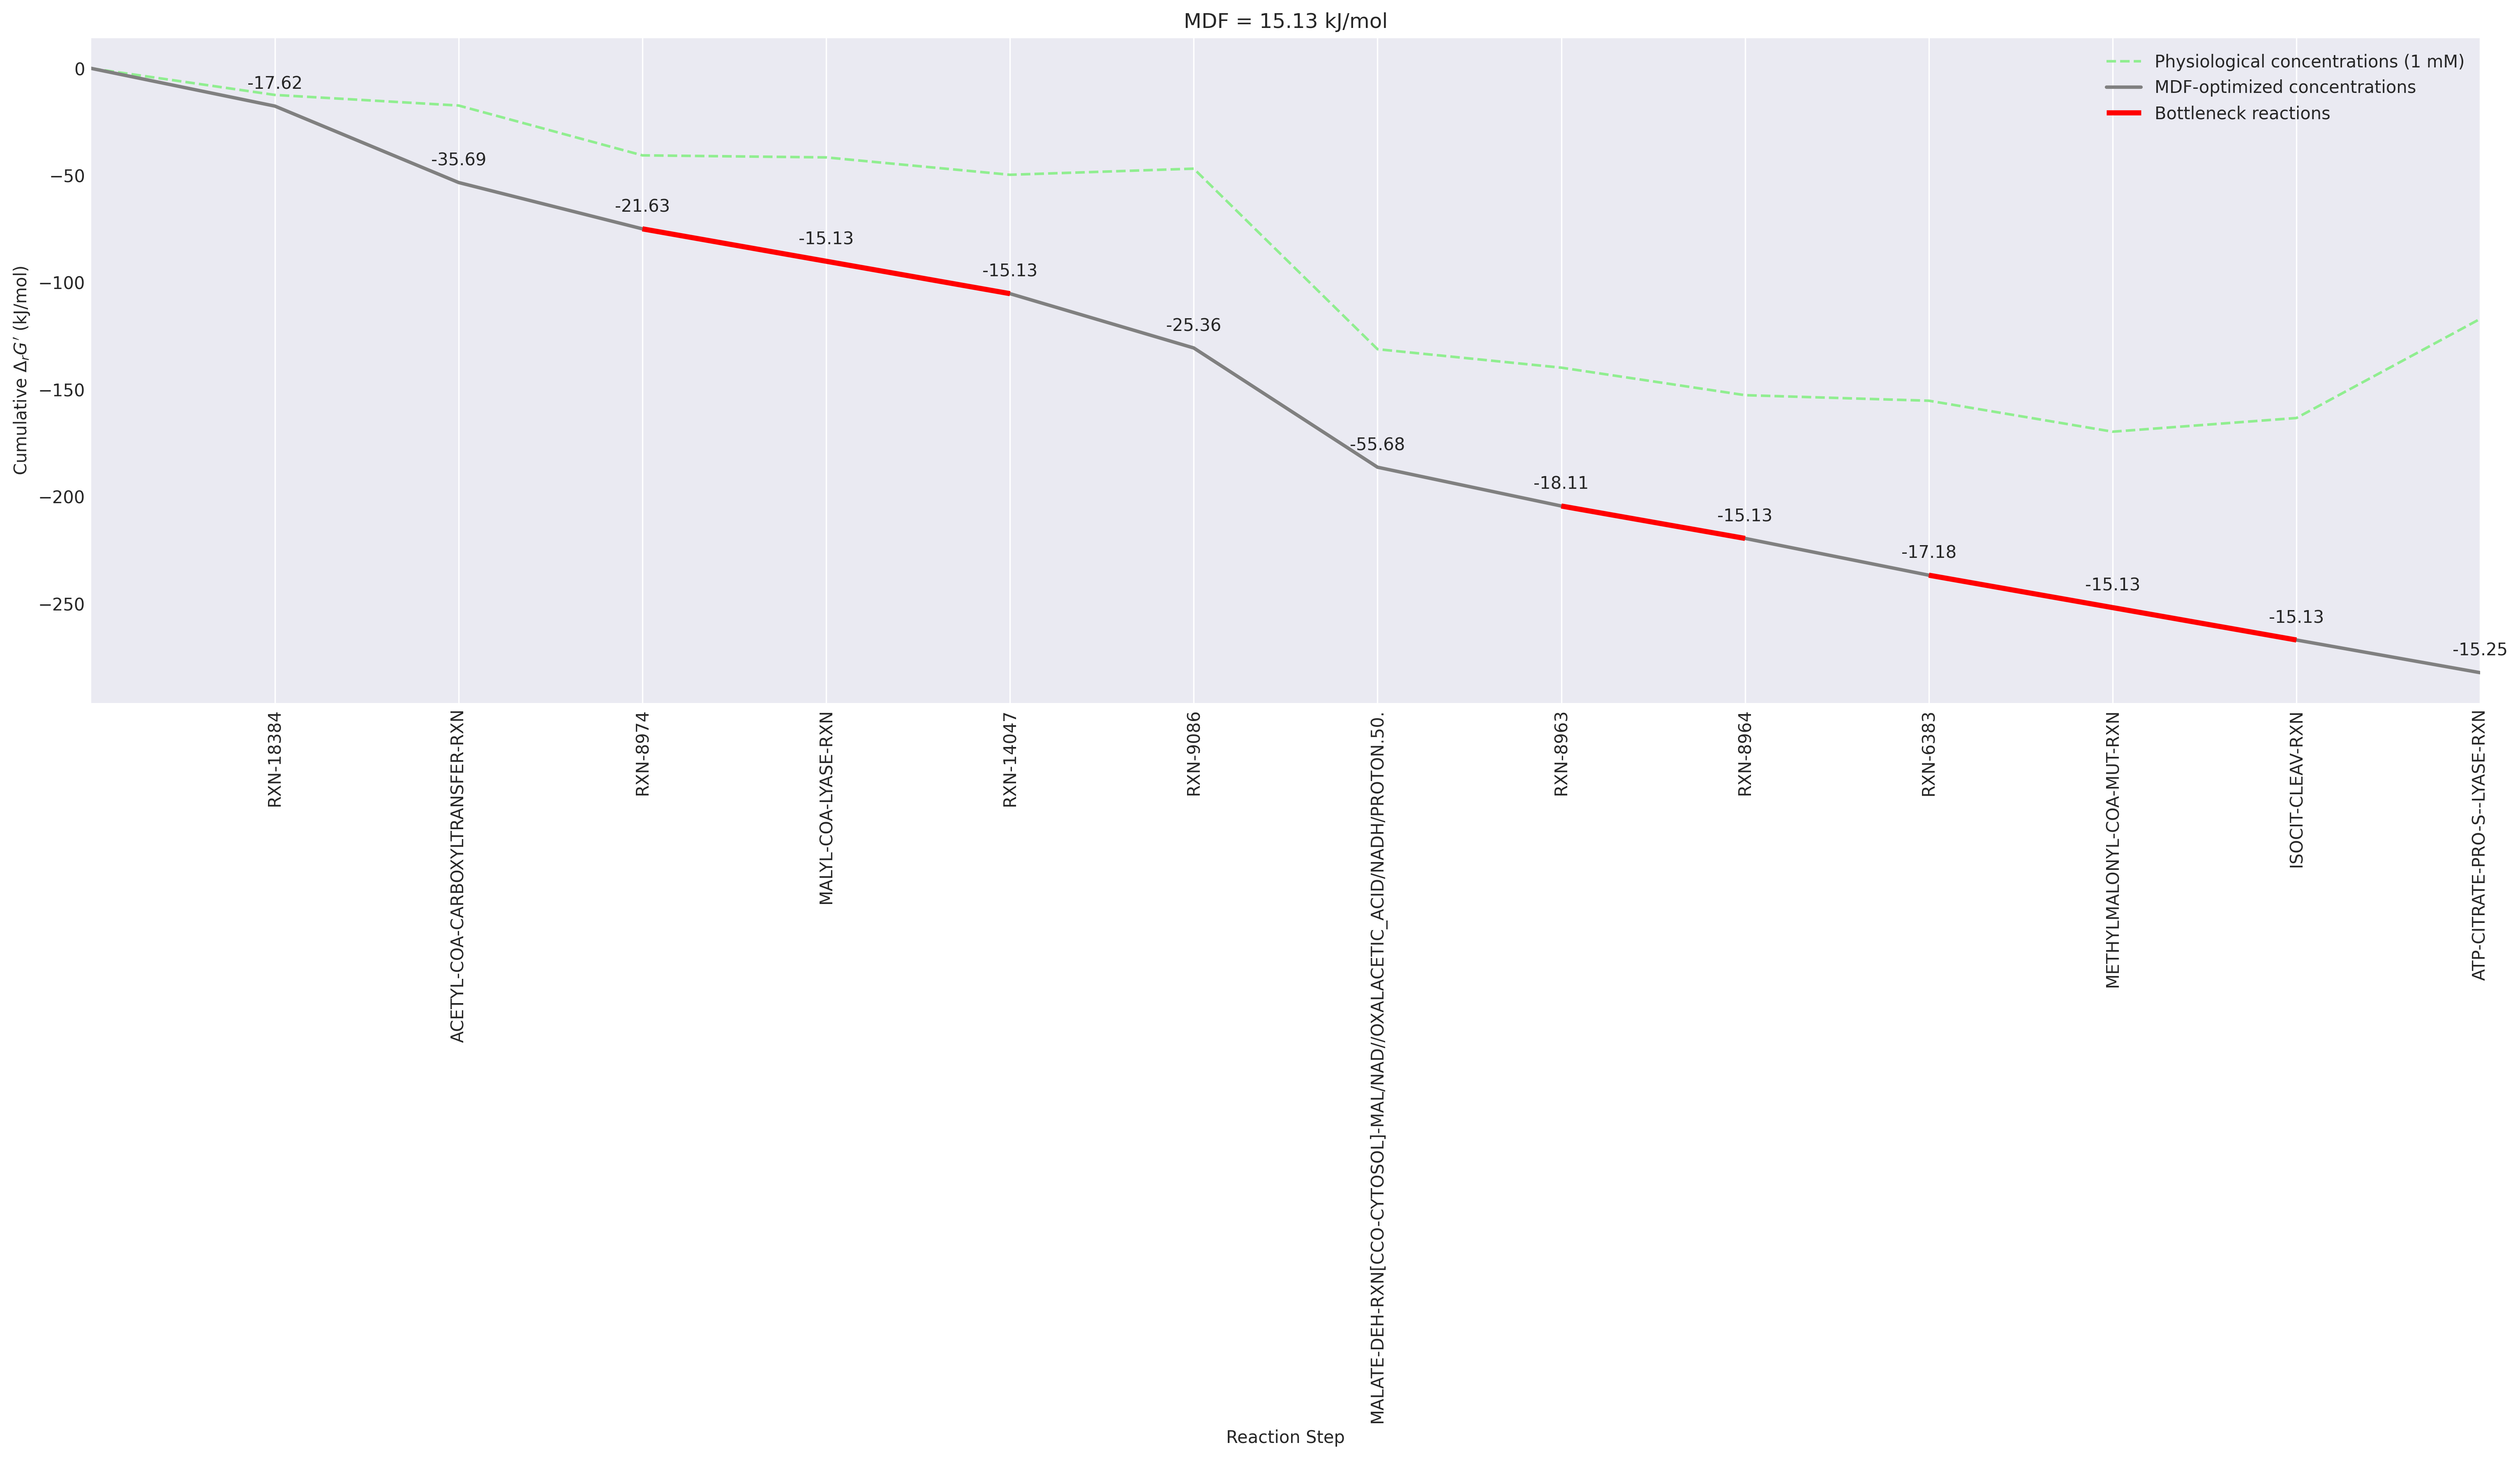 MDF = 15.13 kJ/mol
Physiological concentrations (1 mM)
MDF-optimized concentrations
Bottleneck reactions
Cumulative ΔrG′ (kJ/mol)
0
−50
−100
−150
−200
−250
-17.62
-35.69
-21.63
-15.13
-15.13
-25.36
-55.68
-18.11
-15.13
-17.18
-15.13
-15.13
-15.25
RXN-18384
ACETYL-COA-CARBOXYLTRANSFER-RXN
RXN-8974
MALYL-COA-LYASE-RXN
RXN-14047
RXN-9086
MALATE-DEH-RXN[CCO-CYTOSOL]-MAL/NAD//OXALACETIC_ACID/NADH/PROTON.50.
RXN-8963
RXN-8964
RXN-6383
METHYLMALONYL-COA-MUT-RXN
ISOCIT-CLEAV-RXN
ATP-CITRATE-PRO-S--LYASE-RXN
Reaction Step